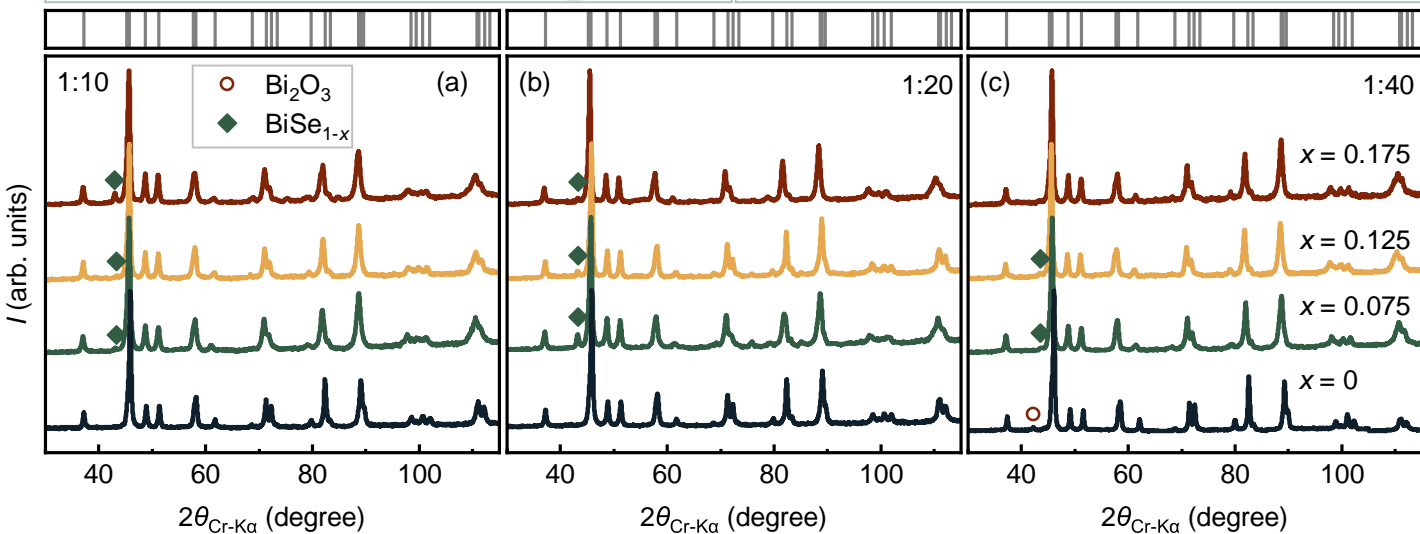 1:10
(a)
Bi₂O₃
BiSe₁₋ₓ
(b)
1:20
(c)
1:40
x = 0.175
x = 0.125
x = 0.075
x = 0
I (arb. units)
40 60 80 100
40 60 80 100
40 60 80 100
2θCr-Kα (degree)
2θCr-Kα (degree)
2θCr-Kα (degree)